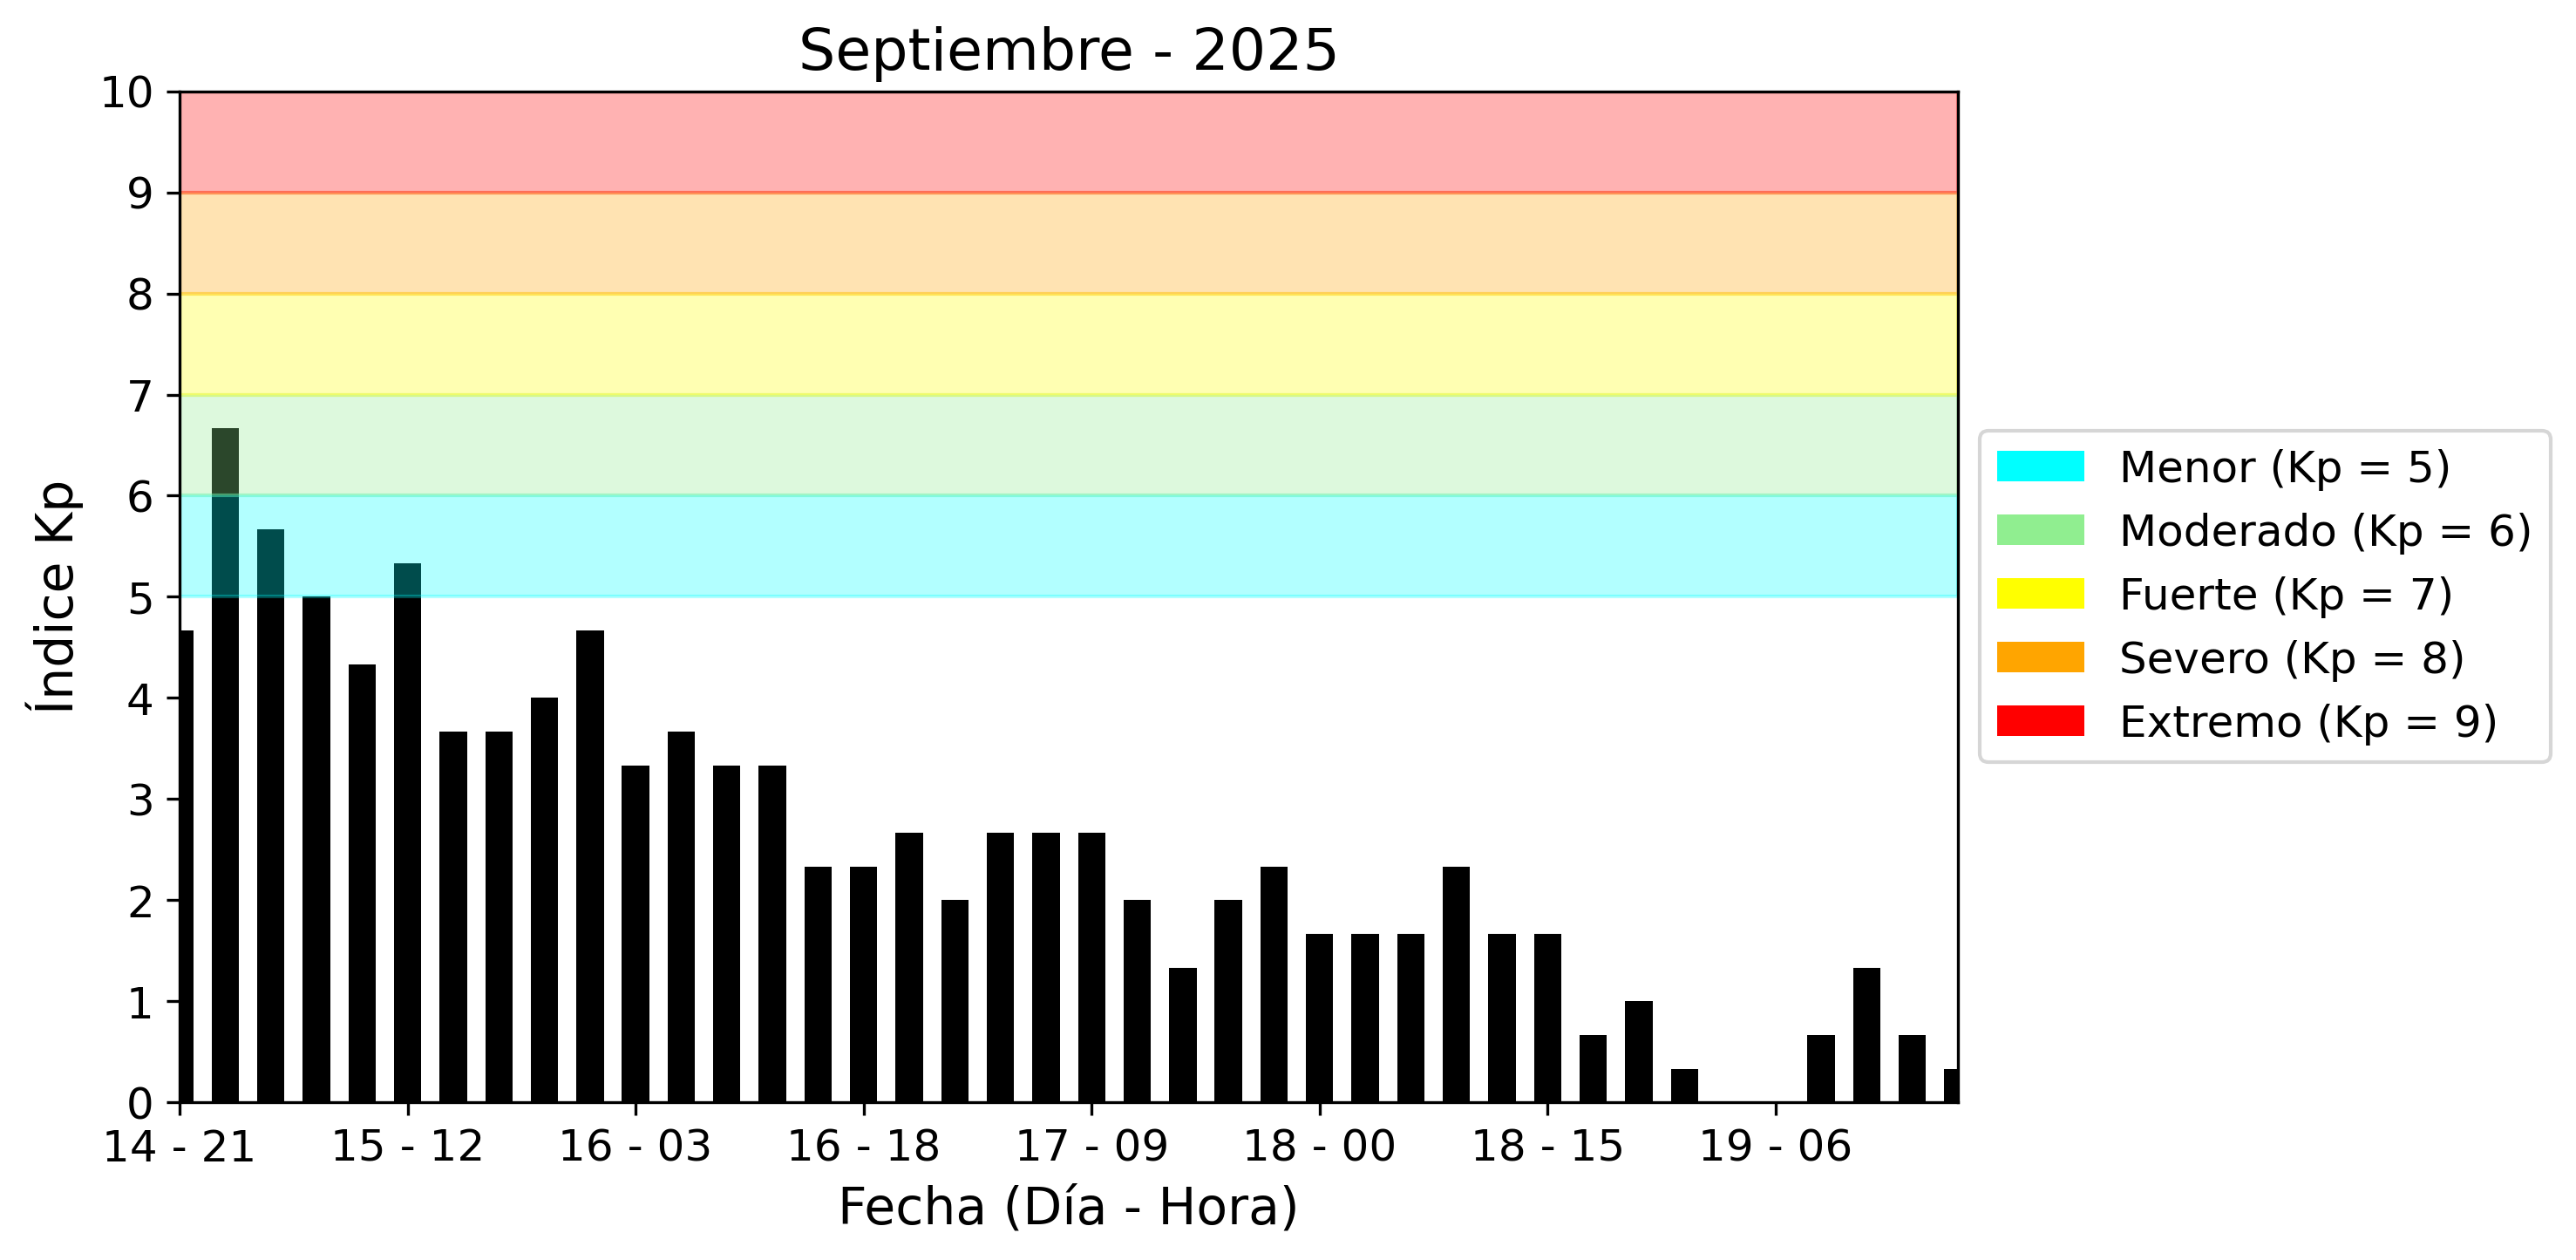 Septiembre - 2025
10
9
8
7
6
5
4
3
2
1
0
Índice Kp
14 - 21
15 - 12
16 - 03
16 - 18
17 - 09
18 - 00
18 - 15
19 - 06
Fecha (Día - Hora)
Menor (Kp = 5)
Moderado (Kp = 6)
Fuerte (Kp = 7)
Severo (Kp = 8)
Extremo (Kp = 9)